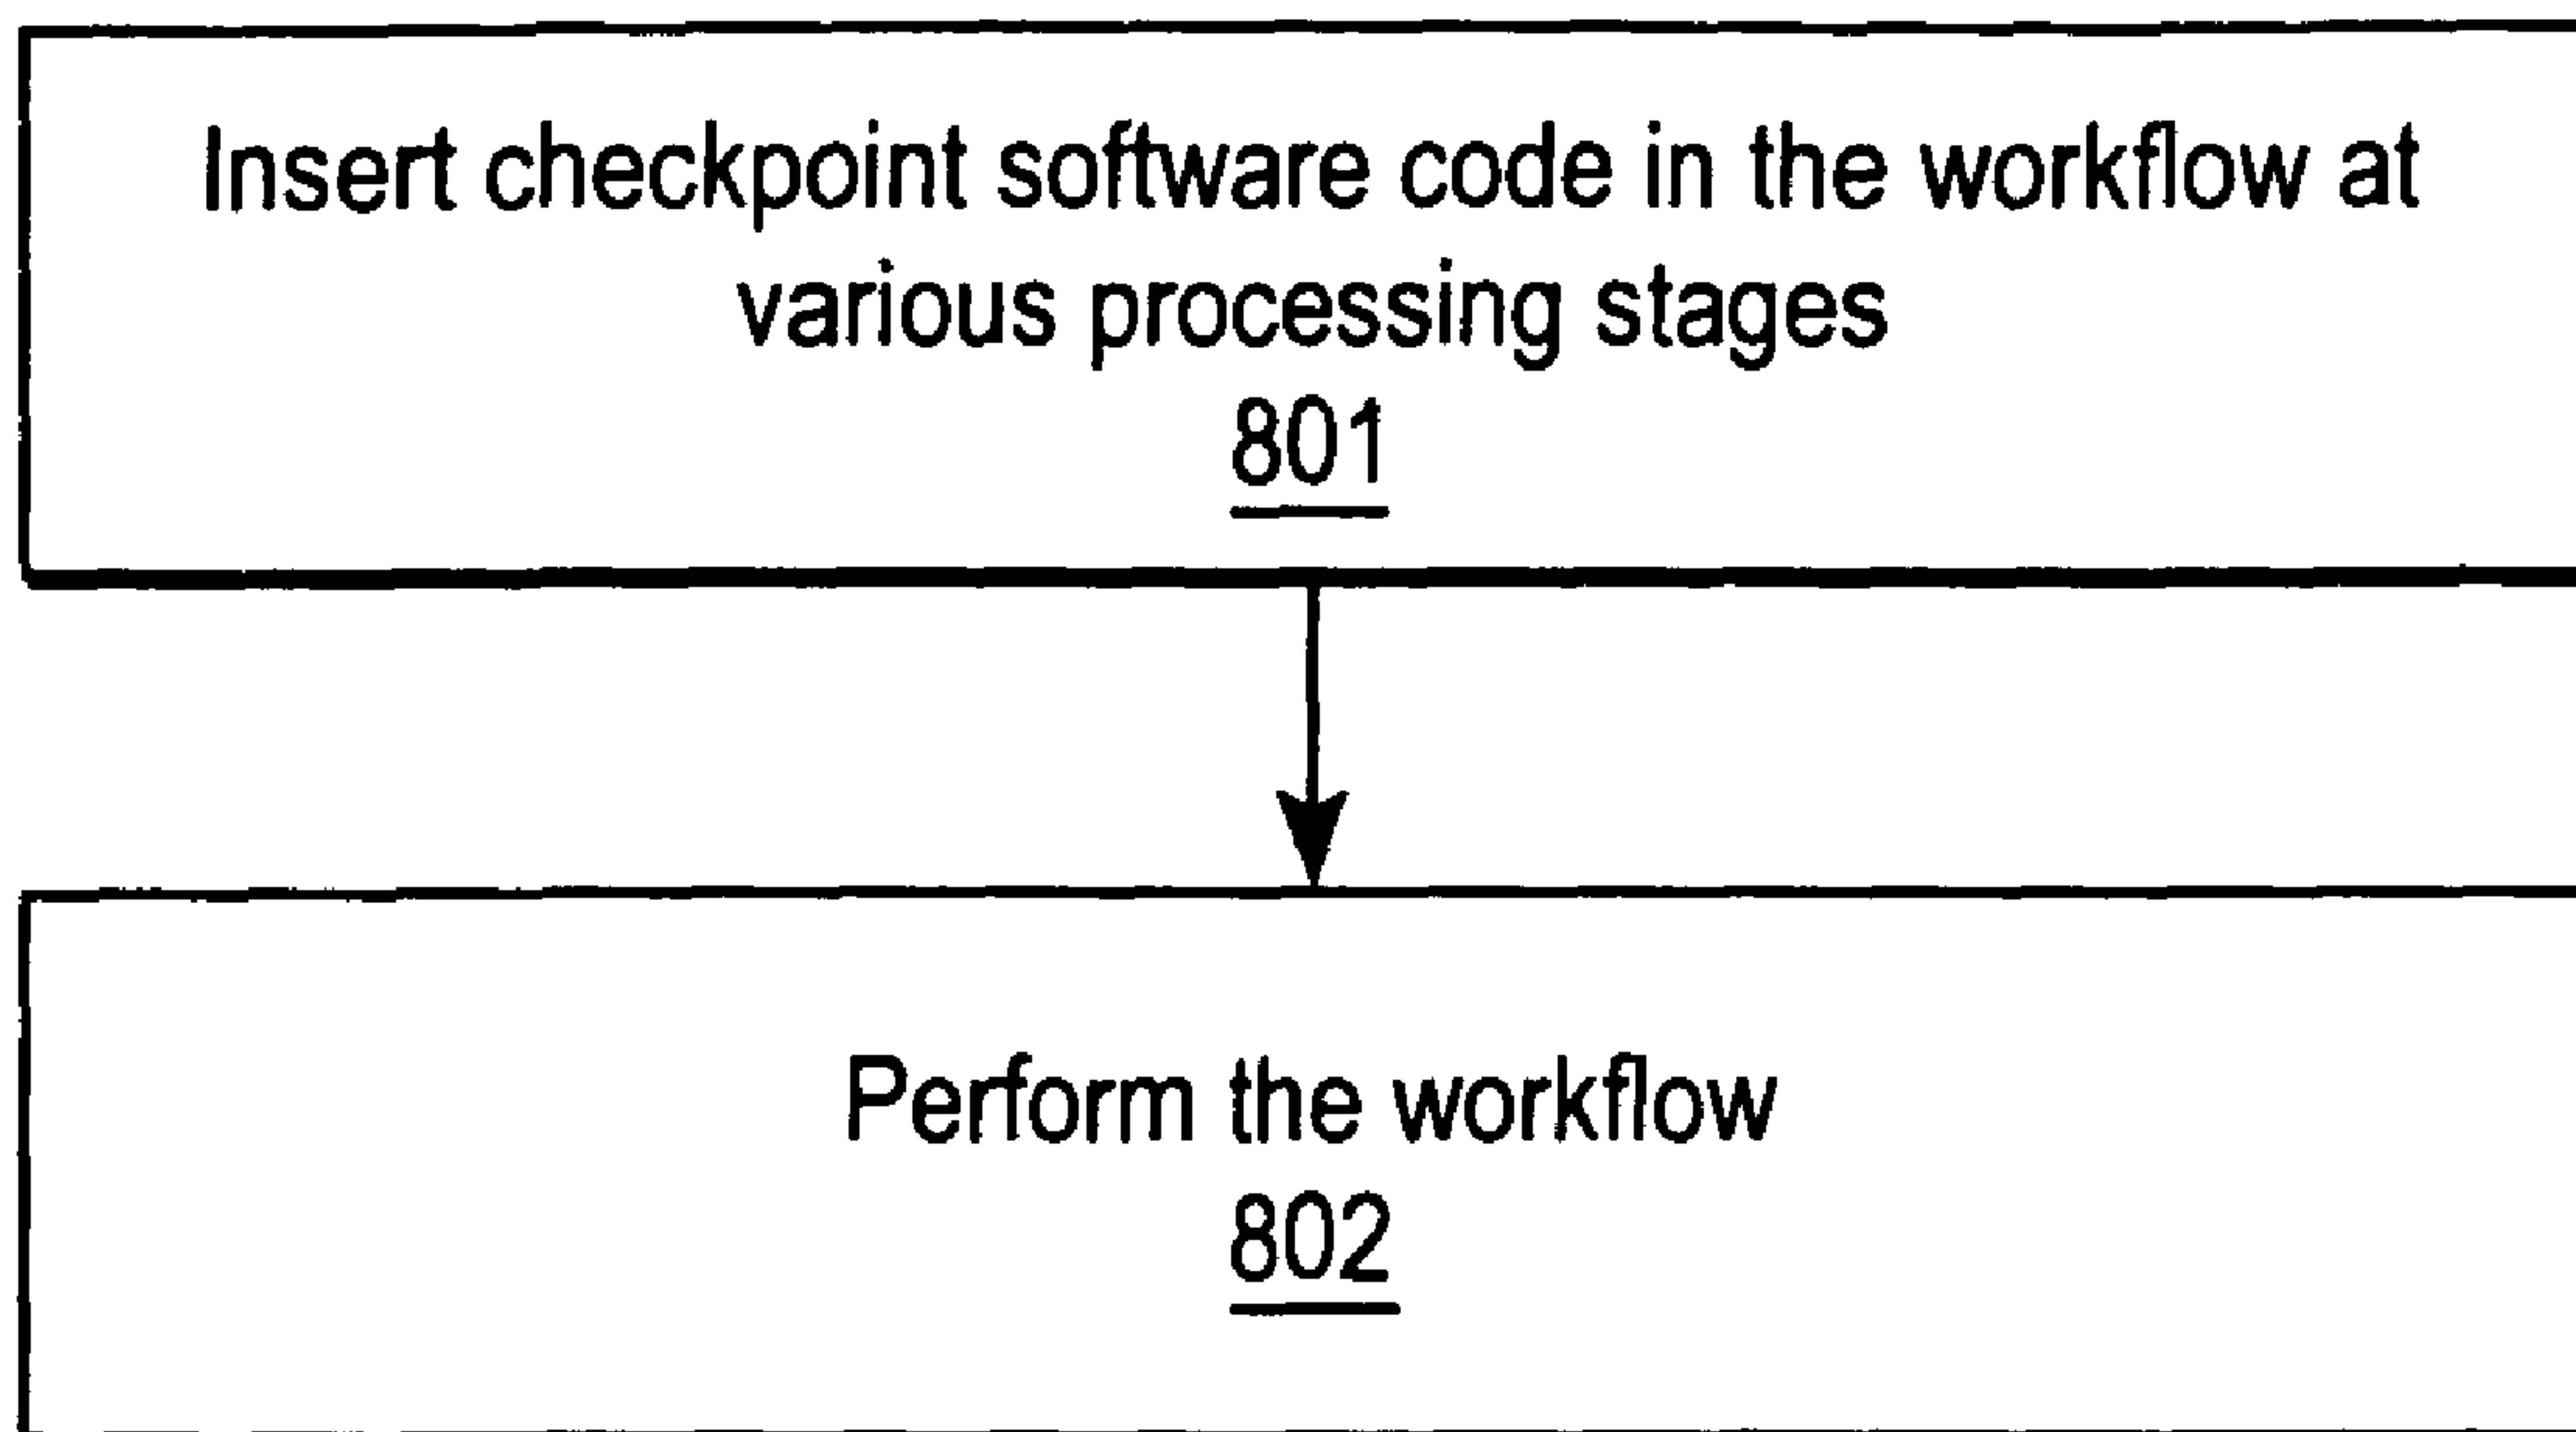 Insert checkpoint software code in the workflow at
various processing stages
801
Perform the workflow
802